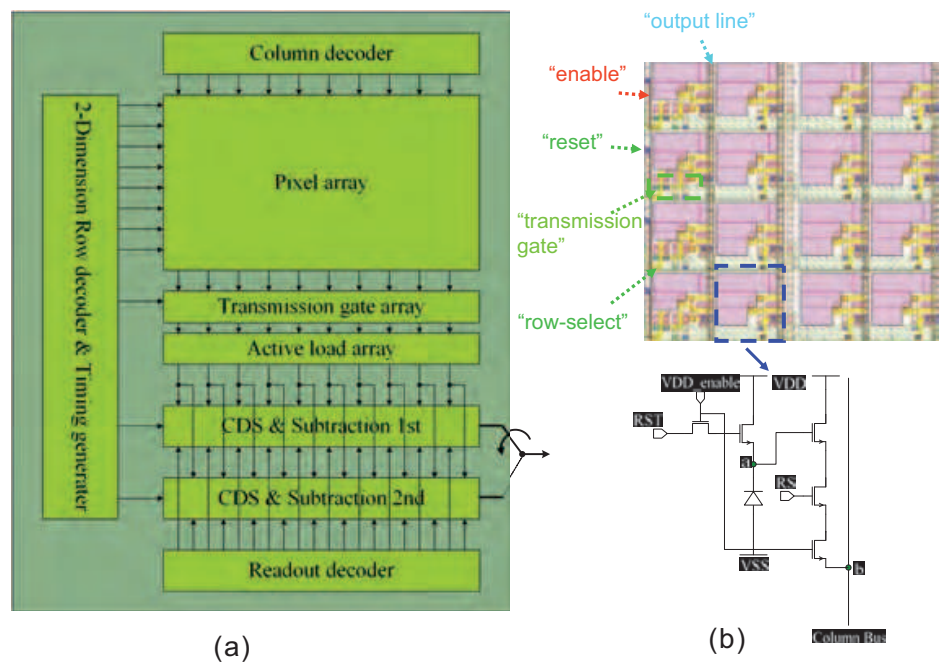 Column decoder
2-Dimension Row decoder & Timing generater
Pixel array
Transmission gate array
Active load array
CDS & Subtraction 1st
CDS & Subtraction 2nd
Readout decoder
(a)
“output line”
“enable”
“reset”
“transmission
gate”
“row-select”
VDD_enable
VDD
RST
a
RS
VSS
b
Column Bus
(b)